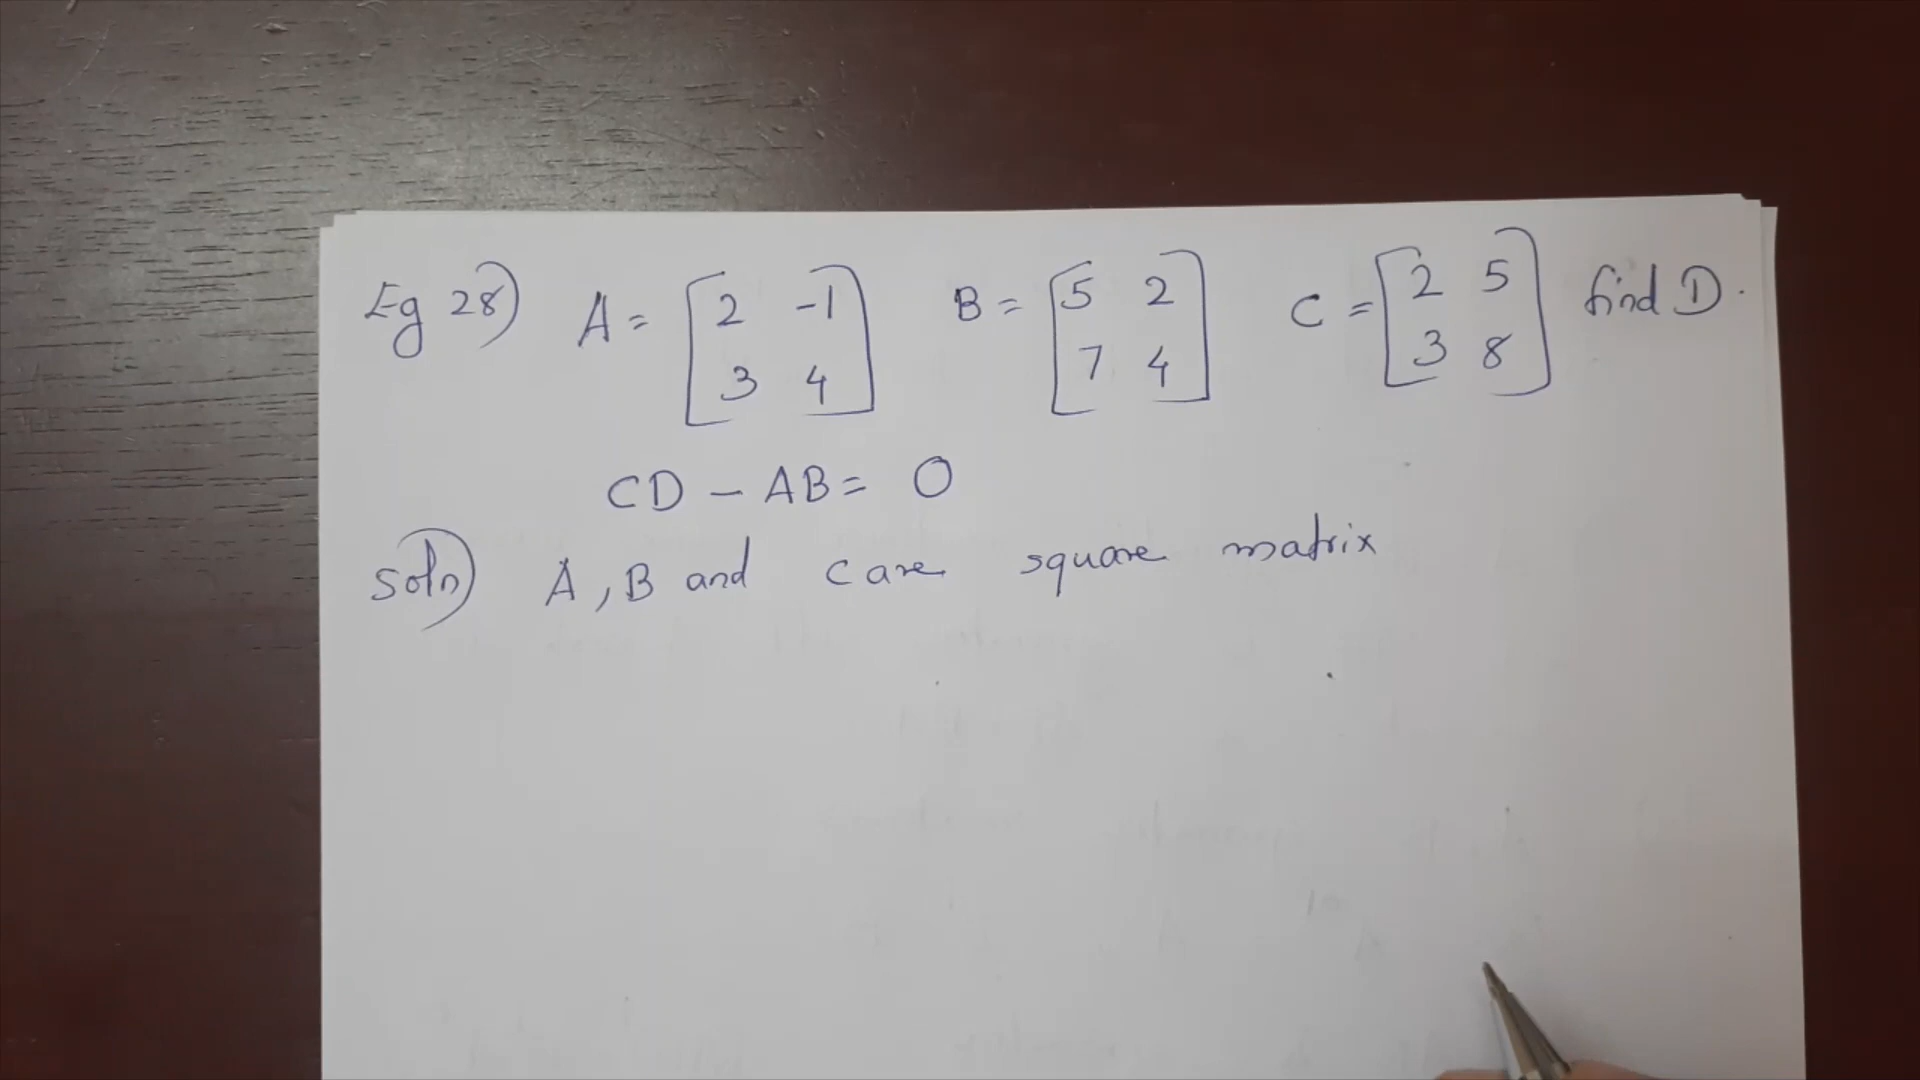 Eg 28) A = [2 -1 3 4] B = [5 2 7 4] C = [2 5 3 8] find D.
CD - AB = O
soln) A, B and C are square matrix